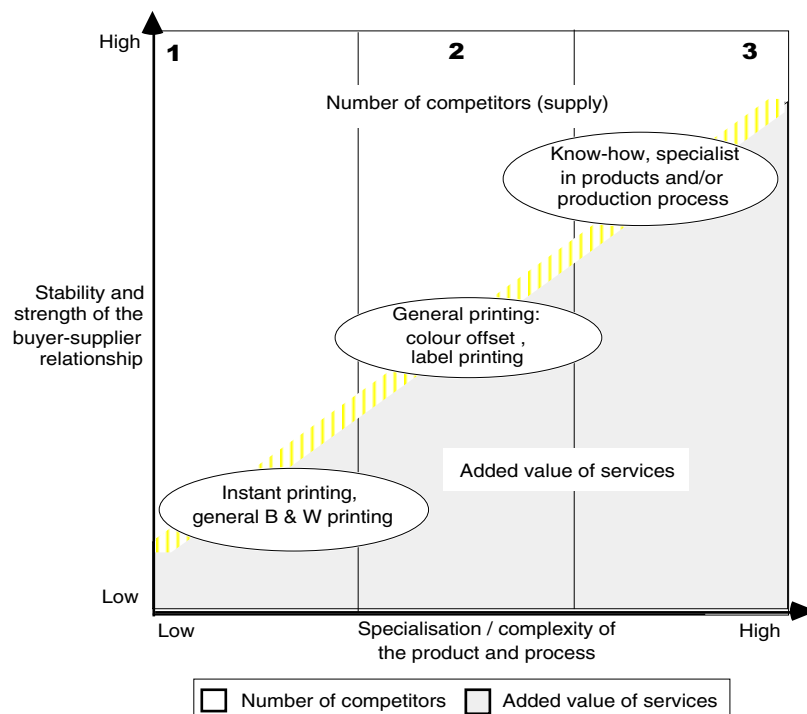 High
1
2
3
Number of competitors (supply)
Know-how, specialist
in products and/or
production process
Stability and
strength of the
buyer-supplier
relationship
General printing:
colour offset ,
label printing
Added value of services
Instant printing,
general B & W printing
Low
Low
Specialisation / complexity of
the product and process
High
Number of competitors
Added value of services